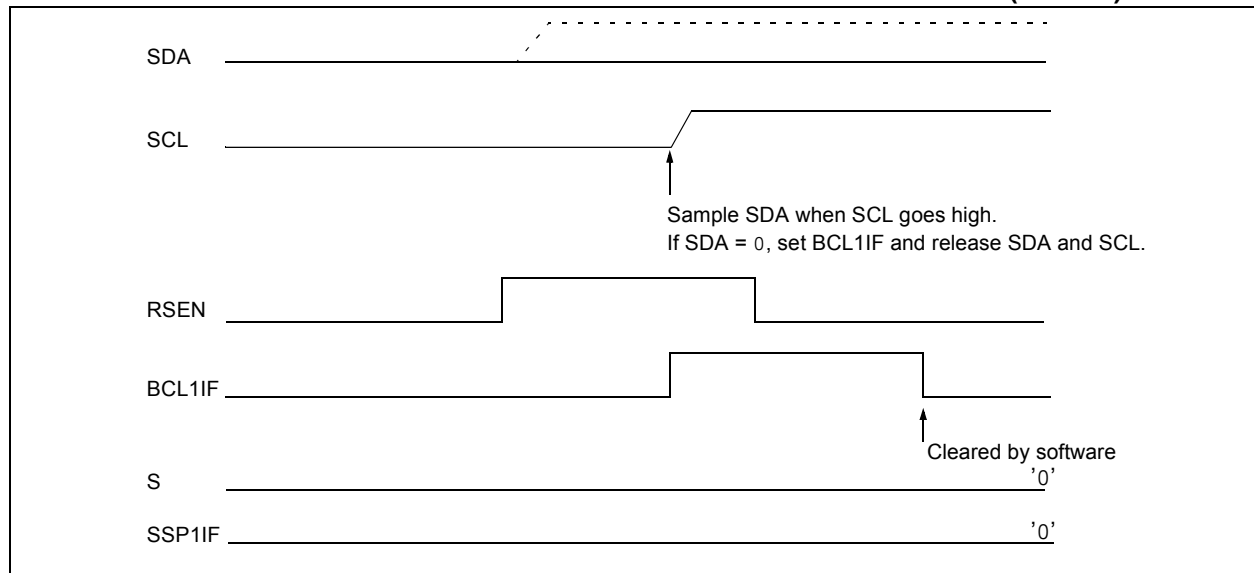 SDA
SCL
Sample SDA when SCL goes high.
If SDA = 0, set BCL1IF and release SDA and SCL.
RSEN
BCL1IF
Cleared by software
S
'0'
SSP1IF
'0'